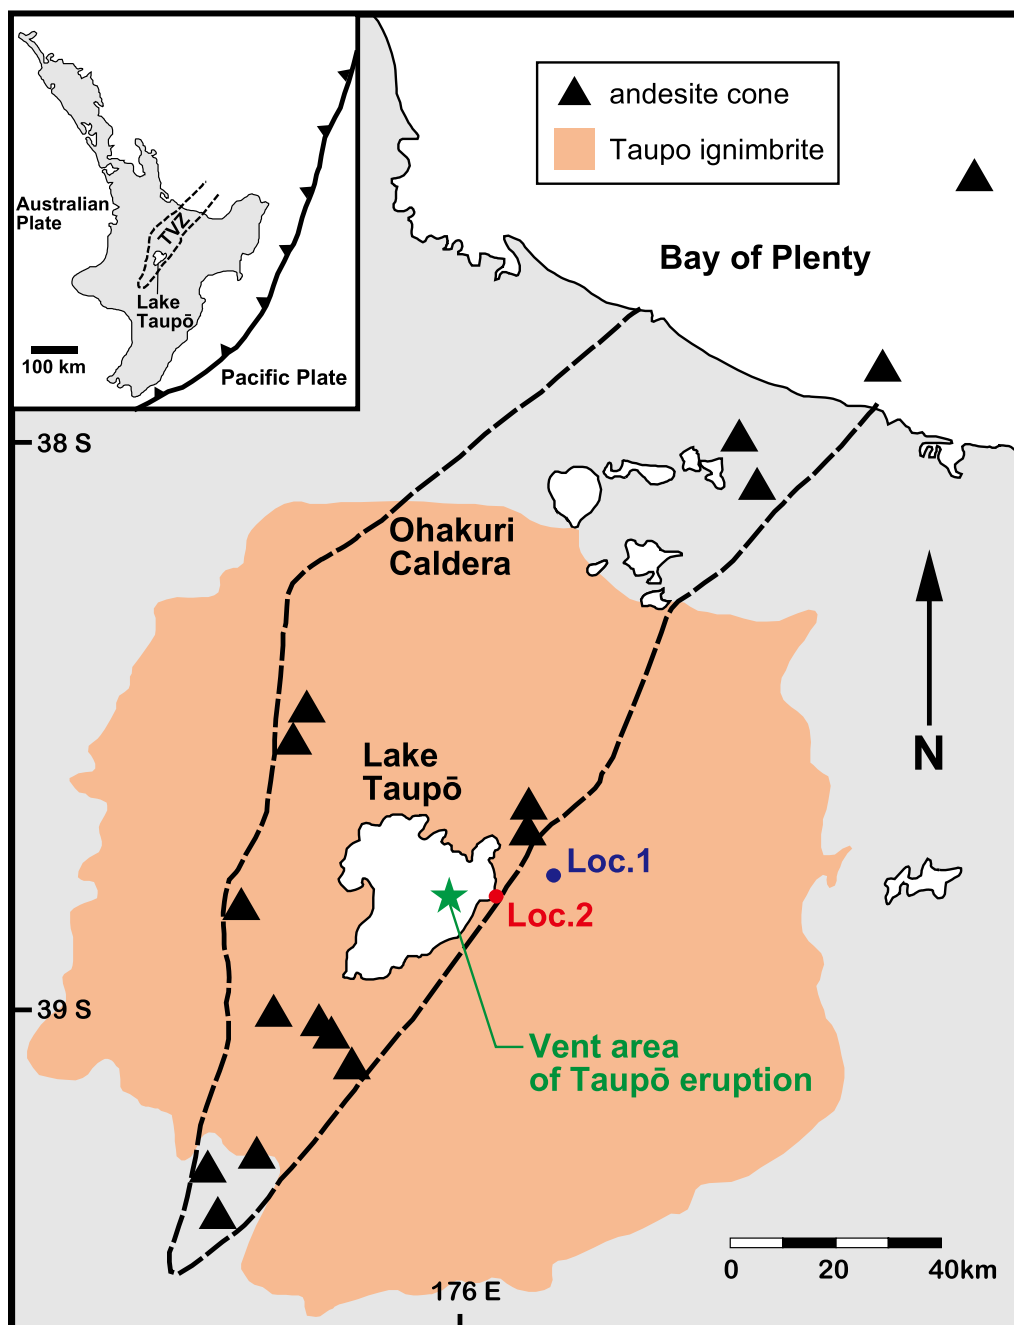 Australian
Plate
TVZ
Lake
Taupō
100 km
Pacific Plate
andesite cone
Taupo ignimbrite
Bay of Plenty
38 S
Ohakuri
Caldera
N
Lake
Taupō
Loc.1
Loc.2
39 S
Vent area
of Taupō eruption
0 20 40km
176 E